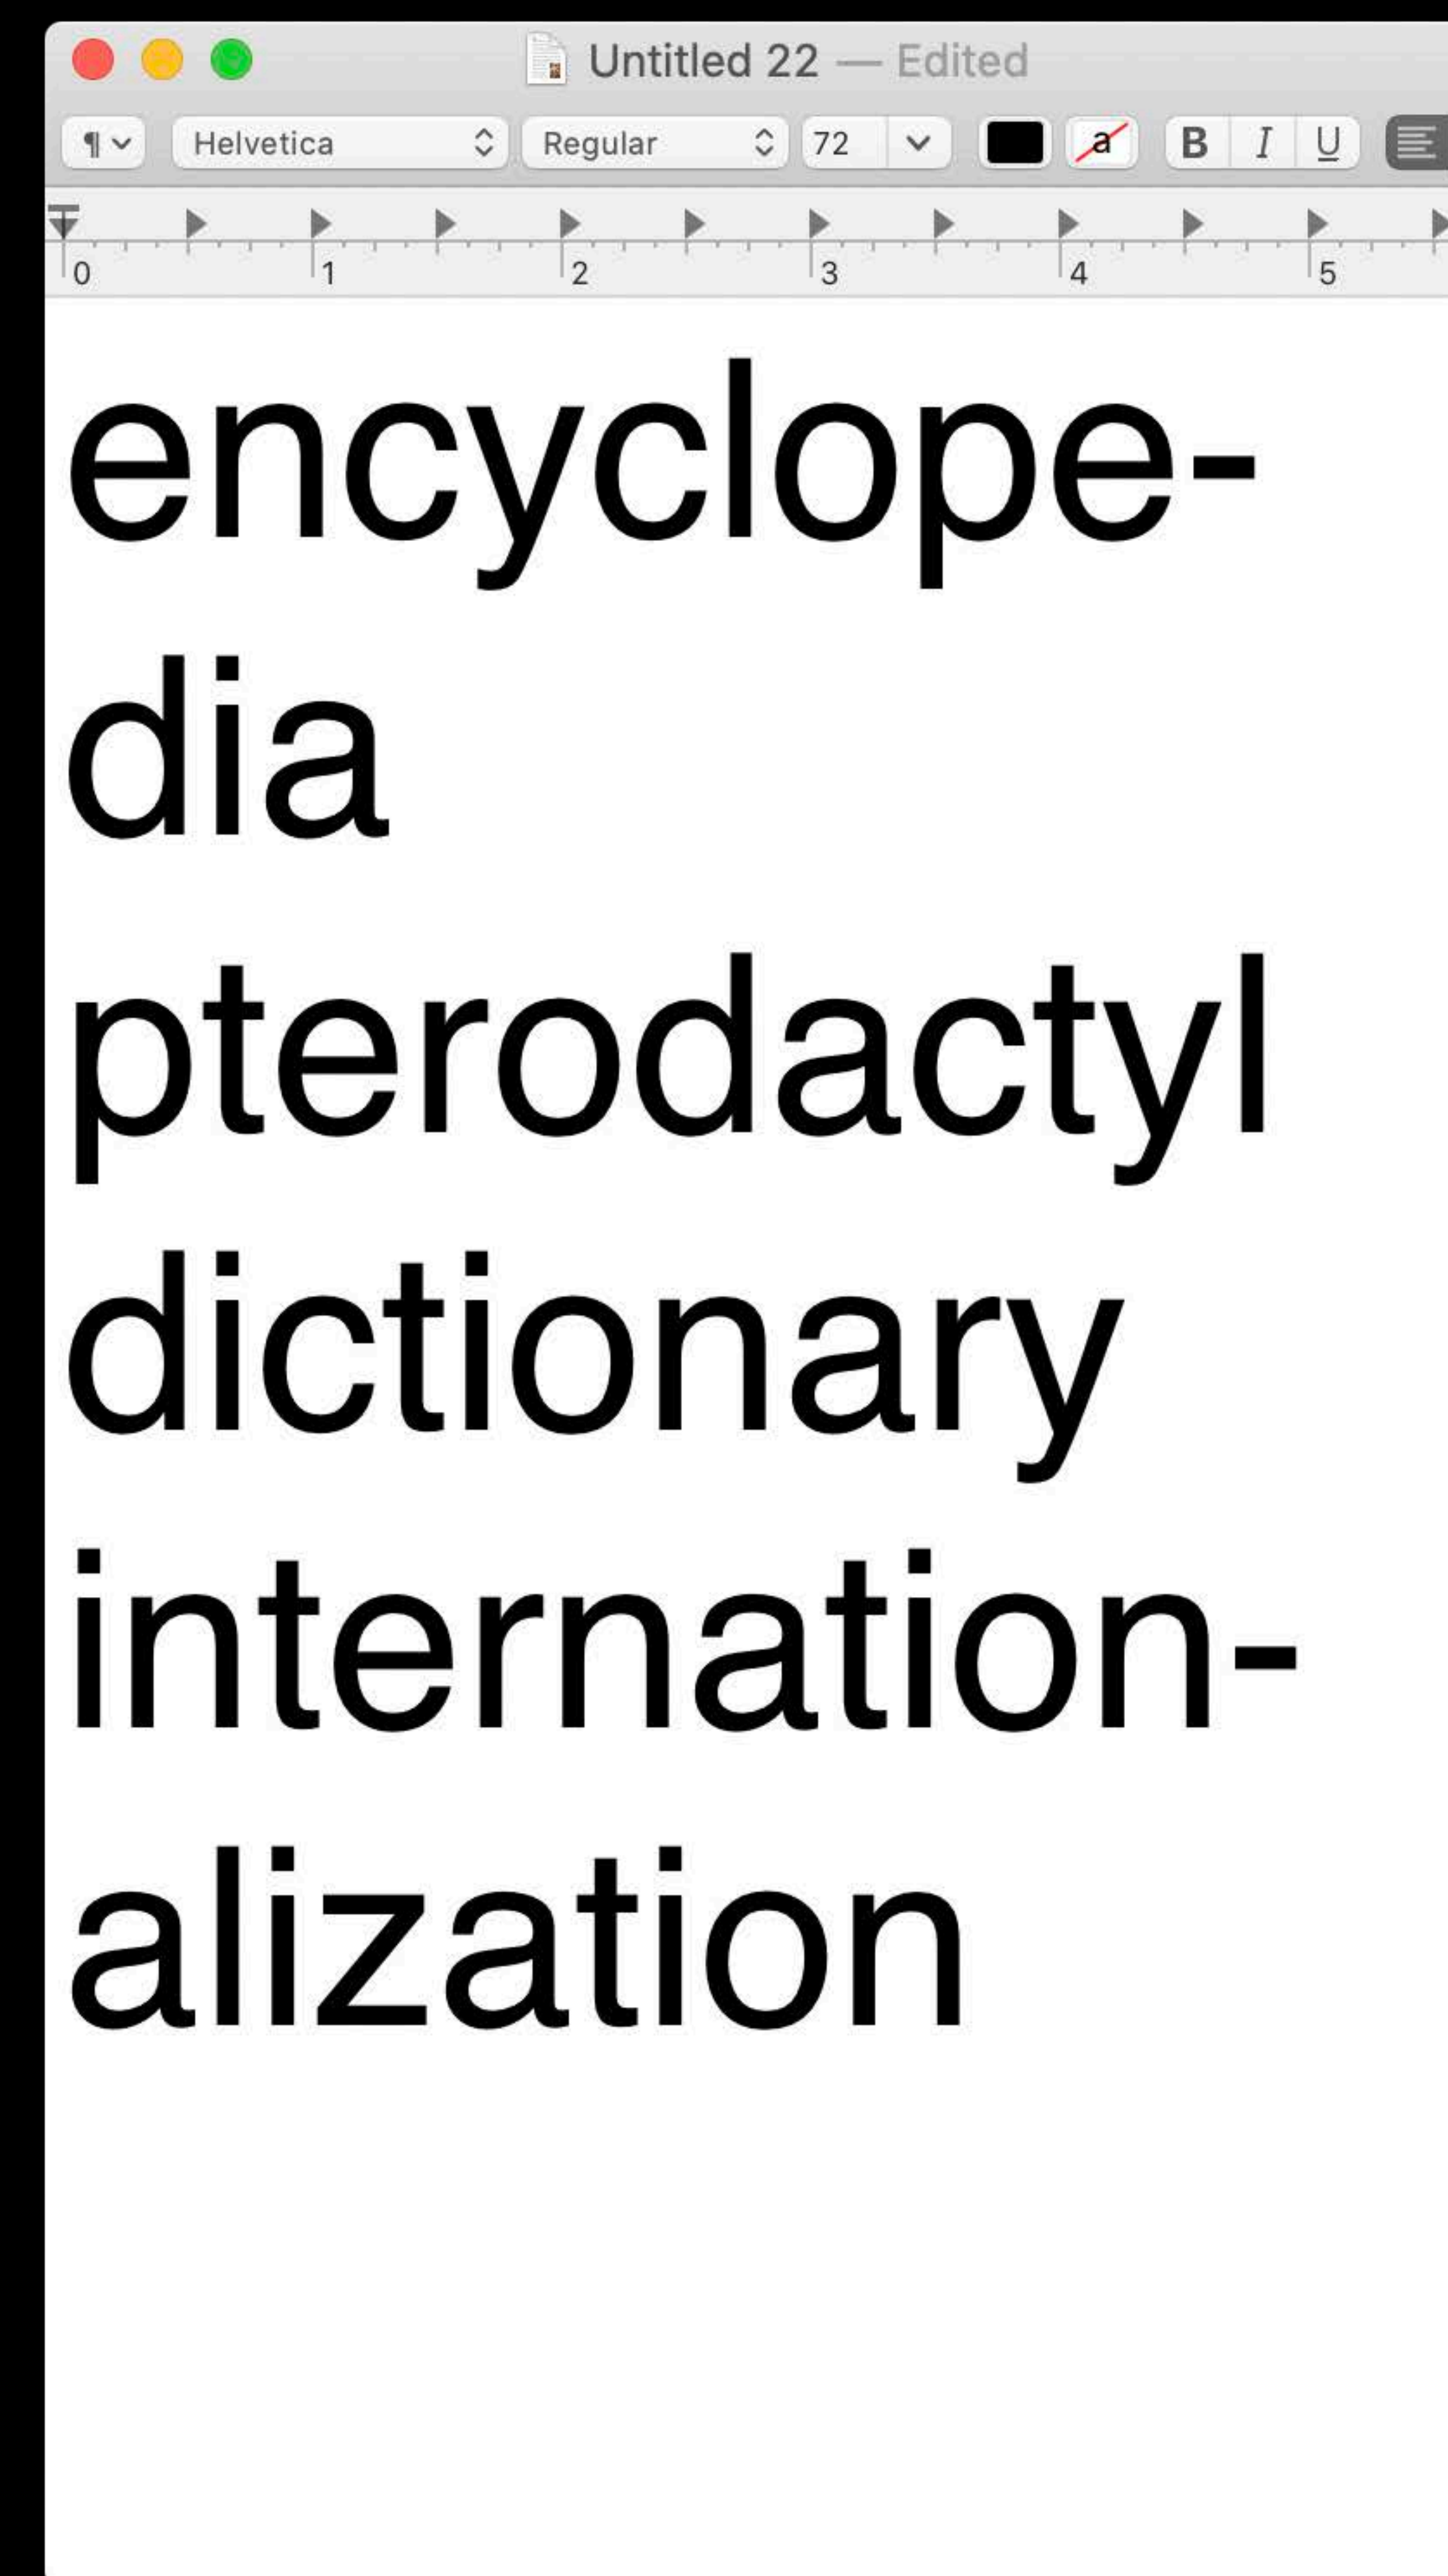 Untitled 22 — Edited
¶ Helvetica Regular 72 a B I U
0 1 2 3 4 5
encyclope-
dia
pterodactyl
dictionary
internation-
alization